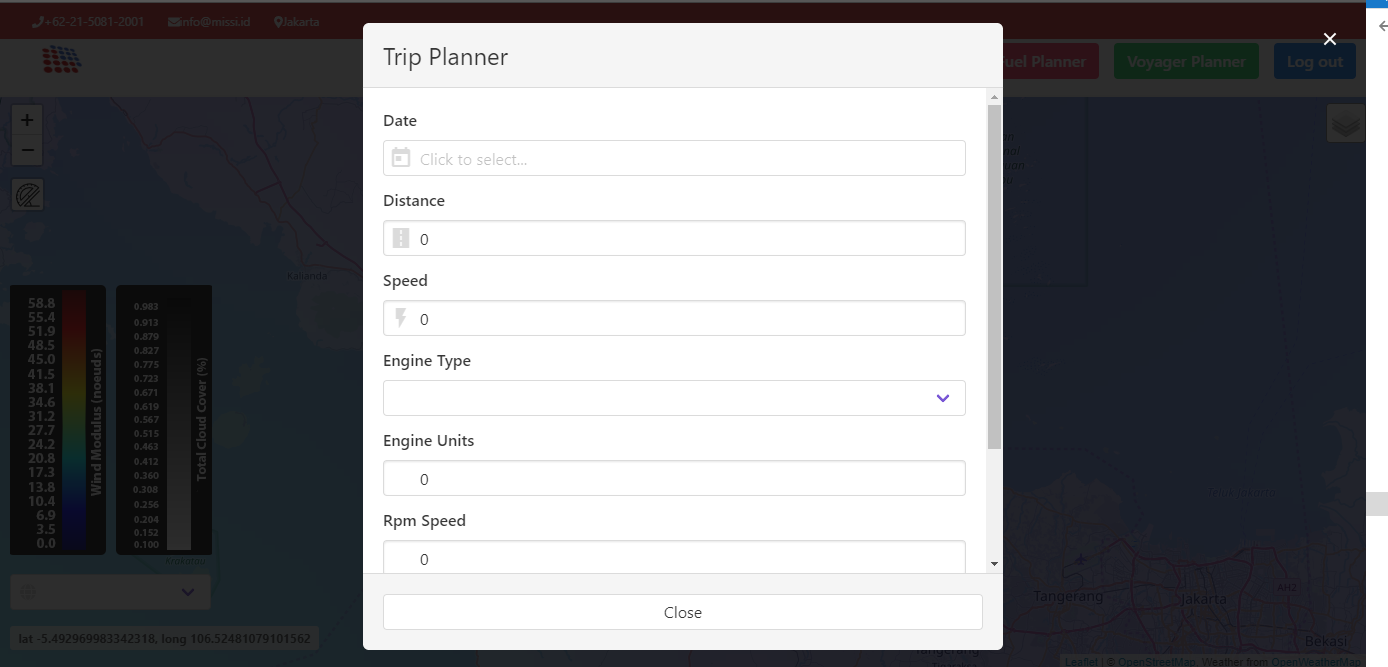 +62-21-5081-2001
info@missi.id
Jakarta
Trip Planner
Fuel Planner
Voyager Planner
Log out
+
−
Date
Click to select...
Distance
0
Speed
0
Engine Type
Engine Units
0
Rpm Speed
0
Close
Kalianda
58.8
55.4
51.9
48.5
45.0
41.5
38.1
34.6
31.2
27.7
24.2
20.8
17.3
13.8
10.4
6.9
3.5
0.0
Wind Modulus (noeuds)
0.983
0.913
0.879
0.827
0.775
0.723
0.671
0.619
0.567
0.515
0.463
0.412
0.360
0.308
0.256
0.204
0.152
0.100
Total Cloud Cover (%)
Krakatau
lat -5.492969983342318, long 106.52481079101562
Teluk Jakarta
Tangerang
Jakarta
AH2
Bekasi
Tangerang
Leaflet | © OpenStreetMap, Weather from OpenWeatherMap